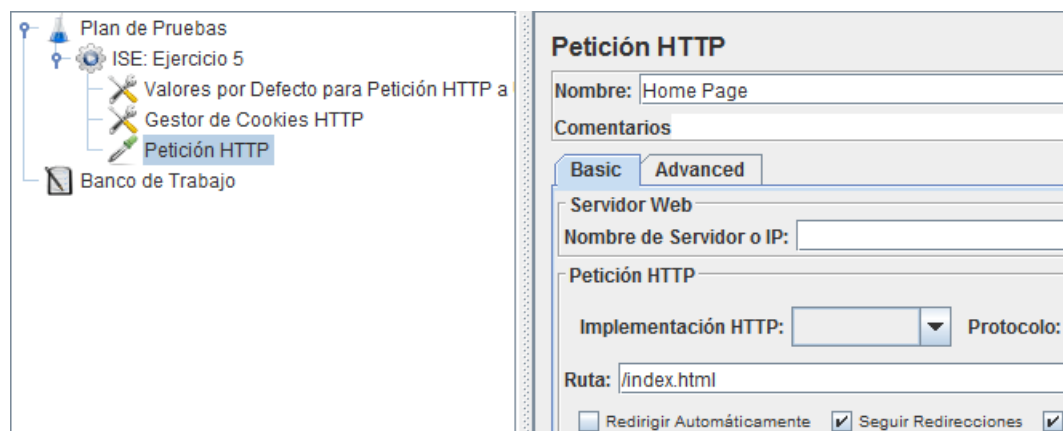 Plan de Pruebas
ISE: Ejercicio 5
Valores por Defecto para Petición HTTP a
Gestor de Cookies HTTP
Petición HTTP
Banco de Trabajo
Petición HTTP
Nombre: Home Page
Comentarios
Basic Advanced
Servidor Web
Nombre de Servidor o IP:
Petición HTTP
Implementación HTTP: Protocolo:
Ruta: /index.html
Redirigir Automáticamente Seguir Redirecciones